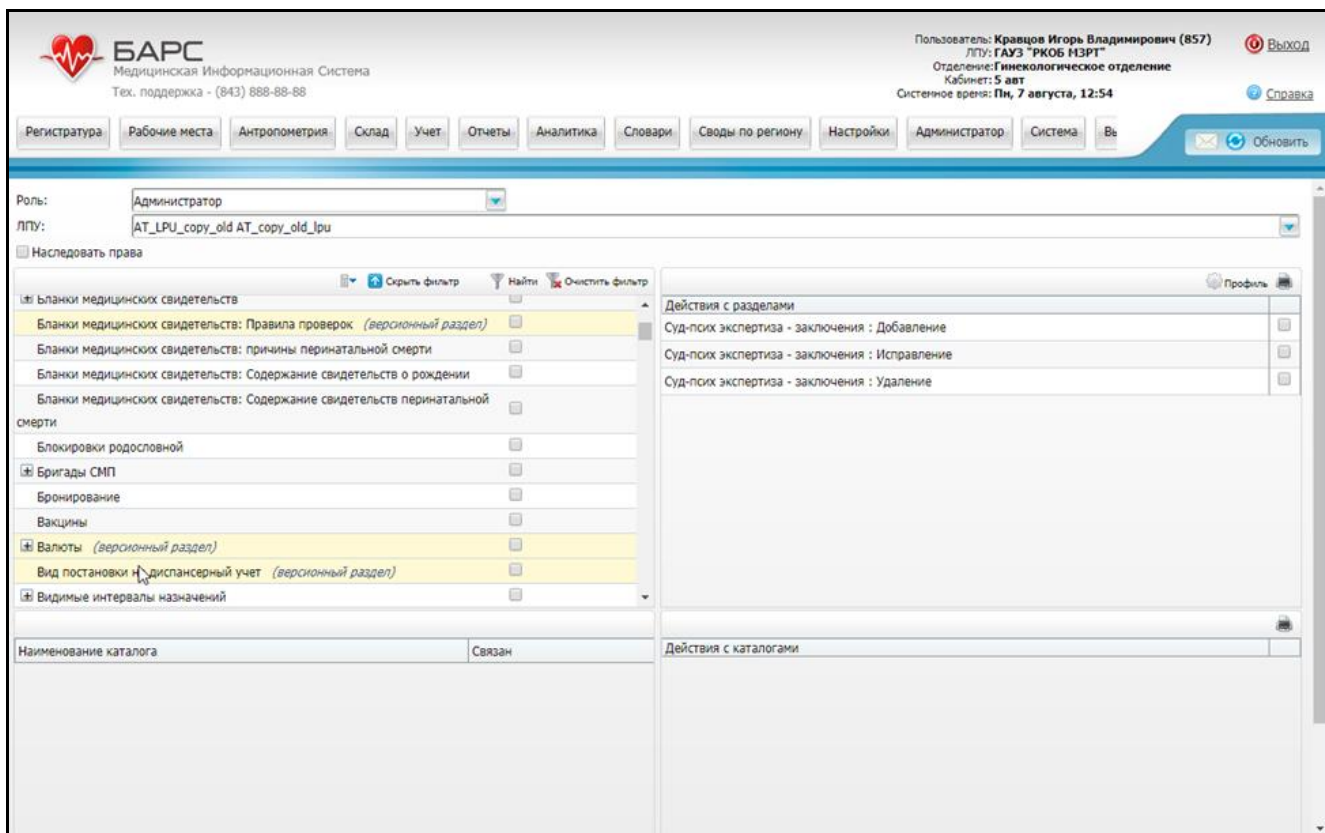 БАРС
Медицинская Информационная Система
Тех. поддержка - (843) 888-88-88
Пользователь: Кравцов Игорь Владимирович (857)
ЛПУ: ГАУЗ "РКОБ МЗРТ"
Отделение: Гинекологическое отделение
Кабинет: 5 авт
Системное время: Пн, 7 августа, 12:54
Выход
Справка
Регистратура Рабочие места Антропометрия Склад Учет Отчеты Аналитика Словари Своды по региону Настройки Администратор Система Вы
Обновить
Роль: Администратор
ЛПУ: AT_LPU_copy_old AT_copy_old_lpu
Наследовать права
Скрыть фильтр Найти Очистить фильтр
Бланки медицинских свидетельств
Бланки медицинских свидетельств: Правила проверок (версионный раздел)
Бланки медицинских свидетельств: причины перинатальной смерти
Бланки медицинских свидетельств: Содержание свидетельств о рождении
Бланки медицинских свидетельств: Содержание свидетельств перинатальной
смерти
Блокировки родословной
Бригады СМП
Бронирование
Вакцины
Валюты (версионный раздел)
Вид постановки на диспансерный учет (версионный раздел)
Видимые интервалы назначений
Профиль
Действия с разделами
Суд-псих экспертиза - заключения : Добавление
Суд-псих экспертиза - заключения : Исправление
Суд-псих экспертиза - заключения : Удаление
Наименование каталога Связан
Действия с каталогами